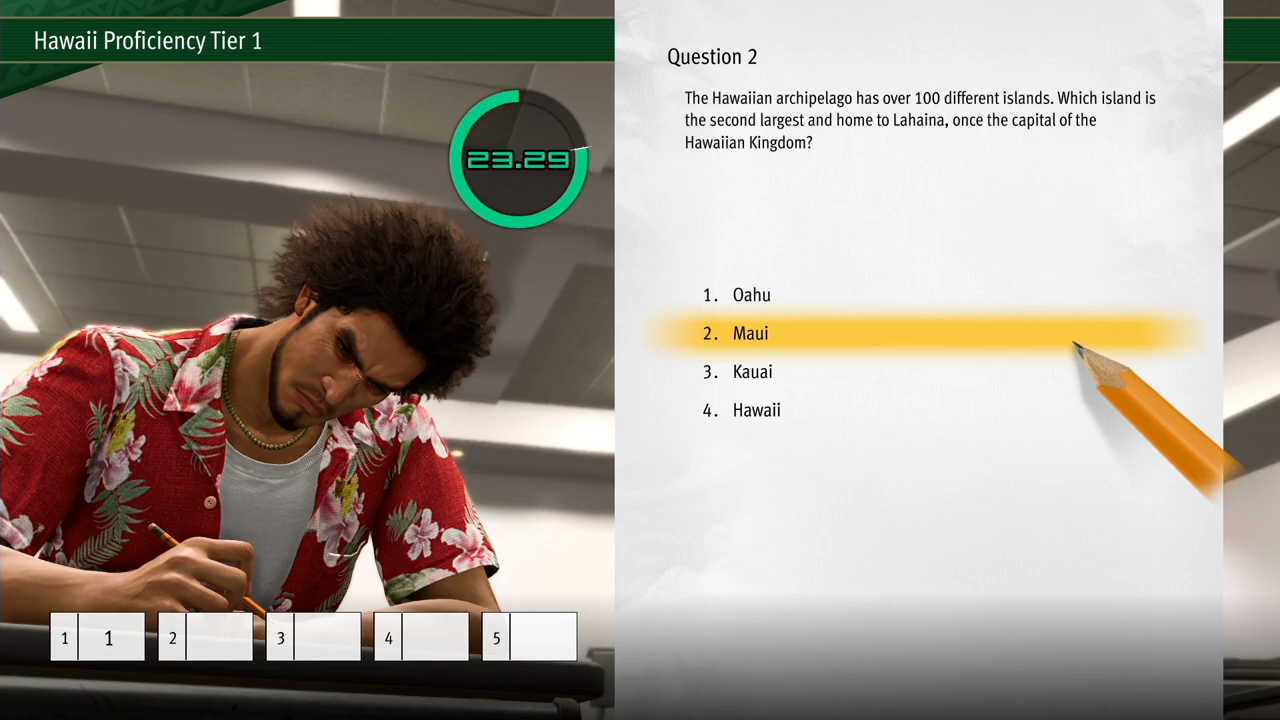 Hawaii Proficiency Tier 1
23.29
Question 2
The Hawaiian archipelago has over 100 different islands. Which island is
the second largest and home to Lahaina, once the capital of the
Hawaiian Kingdom?
1. Oahu
2. Maui
3. Kauai
4. Hawaii
1 1 2 3 4 5